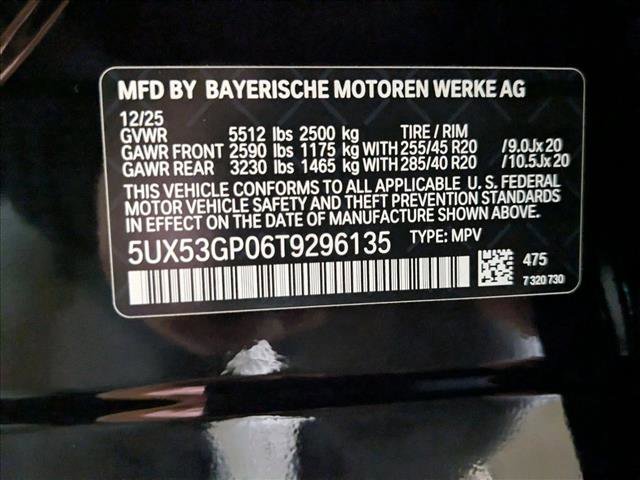 MFD BY BAYERISCHE MOTOREN WERKE AG
12/25
GVWR 5512 lbs 2500 kg TIRE / RIM
GAWR FRONT 2590 lbs 1175 kg WITH 255/45 R20 /9.0Jx20
GAWR REAR 3230 lbs 1465 kg WITH 285/40 R20 /10.5Jx20
THIS VEHICLE CONFORMS TO ALL APPLICABLE U. S. FEDERAL
MOTOR VEHICLE SAFETY AND THEFT PREVENTION STANDARDS
IN EFFECT ON THE DATE OF MANUFACTURE SHOWN ABOVE.
5UX53GP06T9296135 TYPE: MPV
475
7 320 730